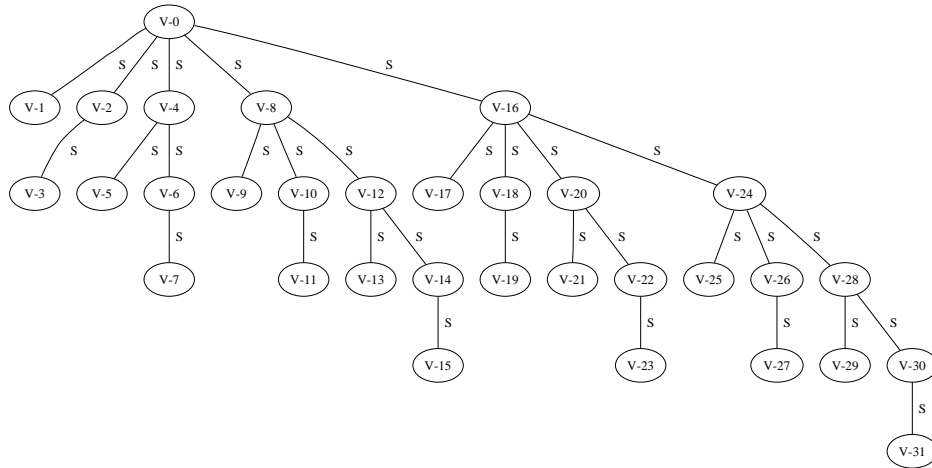 V-0
S S S S S
V-1 V-2 V-4 V-8 V-16
S S S S S S S S S S S
V-3 V-5 V-6 V-9 V-10 V-12 V-17 V-18 V-20 V-24
S S S S S S S S S S
V-7 V-11 V-13 V-14 V-19 V-21 V-22 V-25 V-26 V-28
S S S S S
V-15 V-23 V-27 V-29 V-30
S
V-31